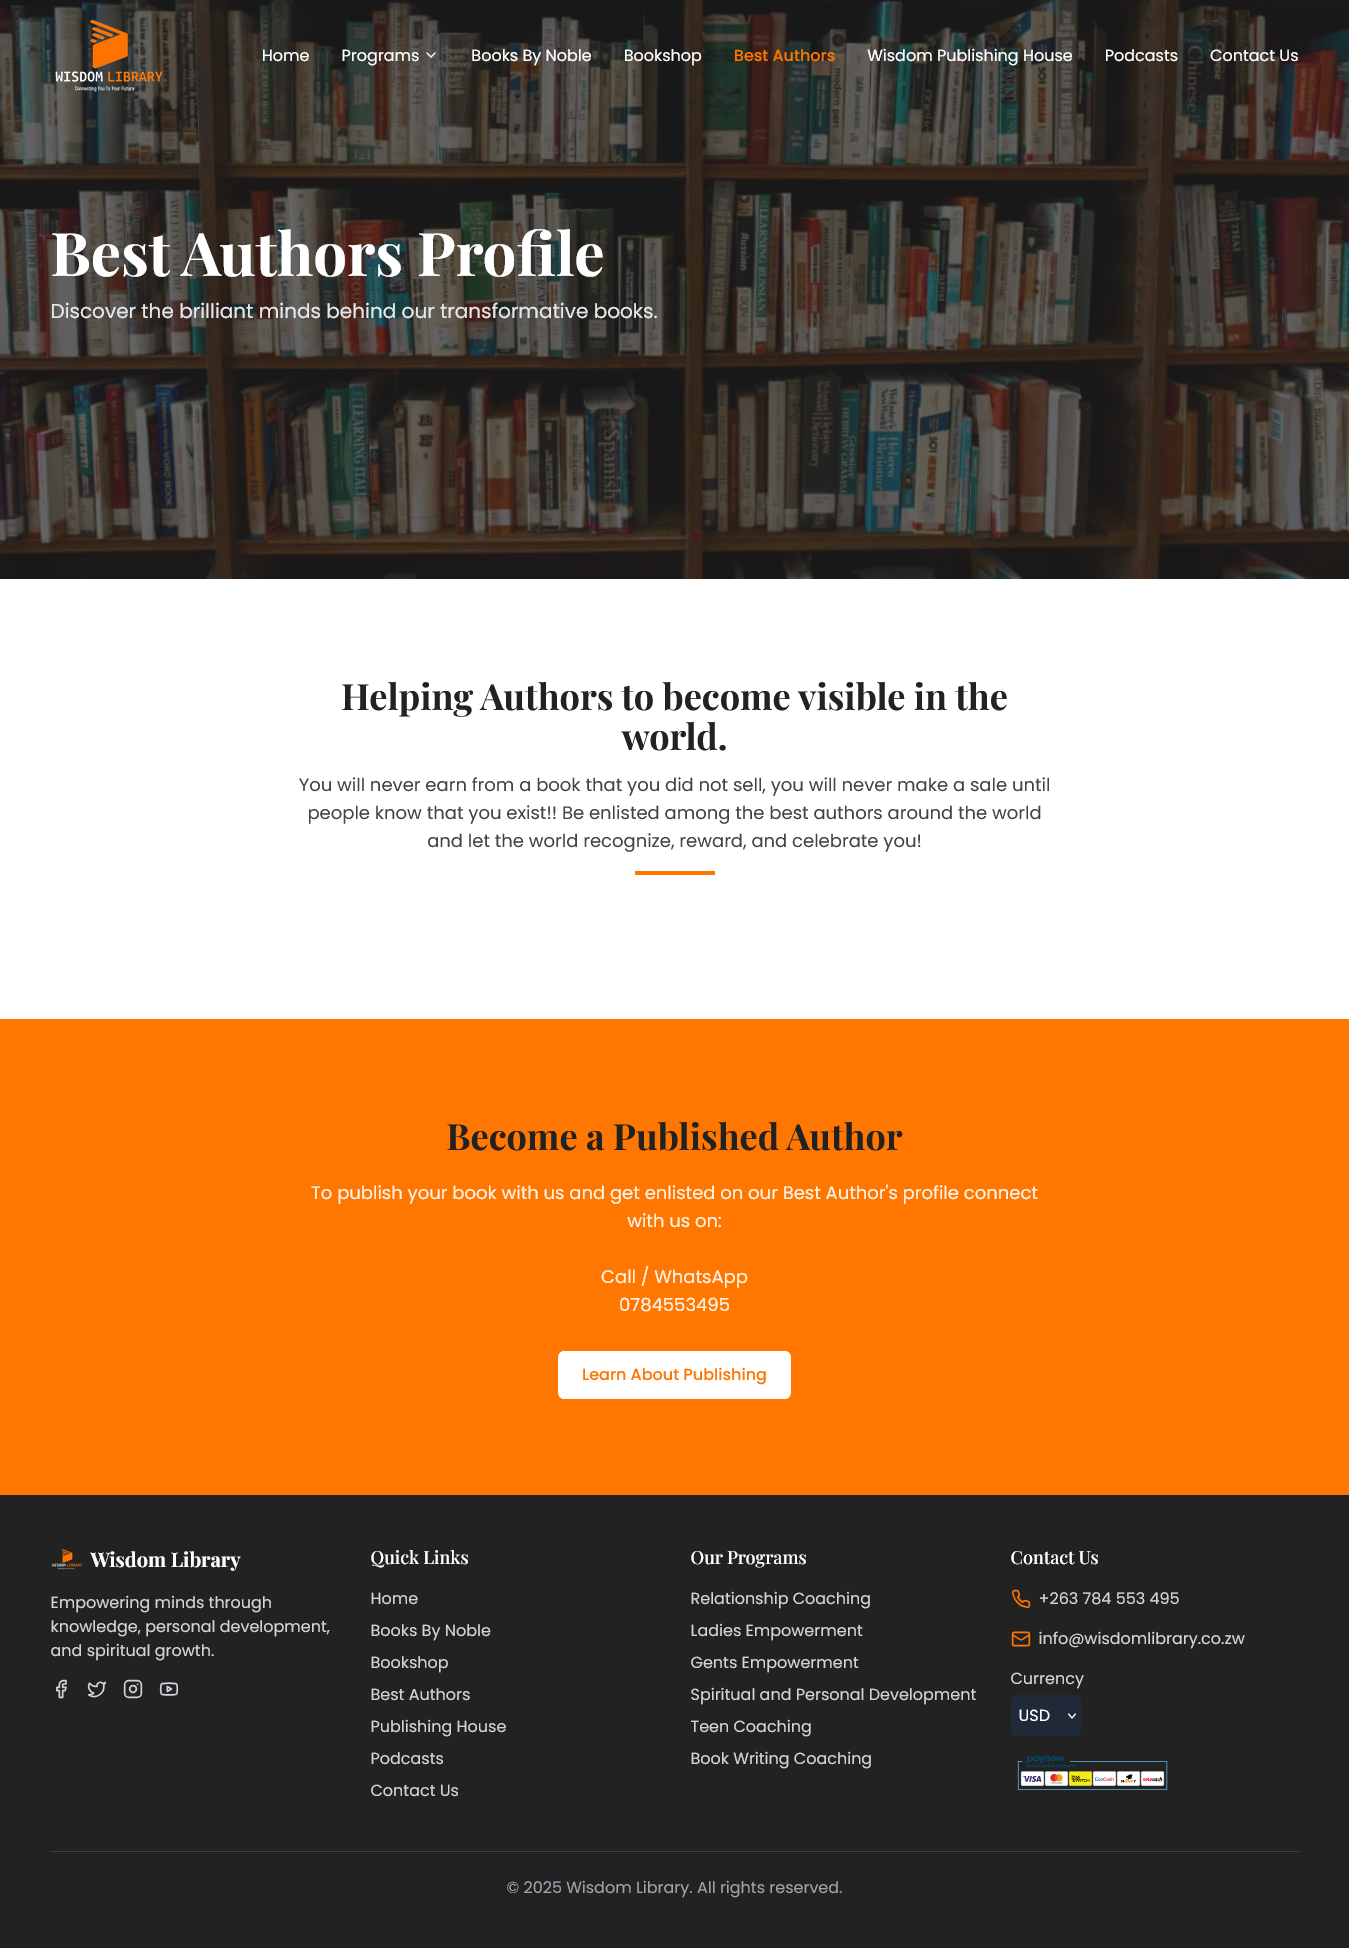 WISDOM LIBRARY
Connecting You To Your Future
Home
Programs
Books By Noble
Bookshop
Best Authors
Wisdom Publishing House
Podcasts
Contact Us
Best Authors Profile
Discover the brilliant minds behind our transformative books.
Helping Authors to become visible in the
world.
You will never earn from a book that you did not sell, you will never make a sale until
people know that you exist!! Be enlisted among the best authors around the world
and let the world recognize, reward, and celebrate you!
Become a Published Author
To publish your book with us and get enlisted on our Best Author's profile connect
with us on:
Call / WhatsApp
0784553495
Learn About Publishing
Wisdom Library
Empowering minds through
knowledge, personal development,
and spiritual growth.
Quick Links
Home
Books By Noble
Bookshop
Best Authors
Publishing House
Podcasts
Contact Us
Our Programs
Relationship Coaching
Ladies Empowerment
Gents Empowerment
Spiritual and Personal Development
Teen Coaching
Book Writing Coaching
Contact Us
+263 784 553 495
info@wisdomlibrary.co.zw
Currency
USD
paynow
VISA
© 2025 Wisdom Library. All rights reserved.